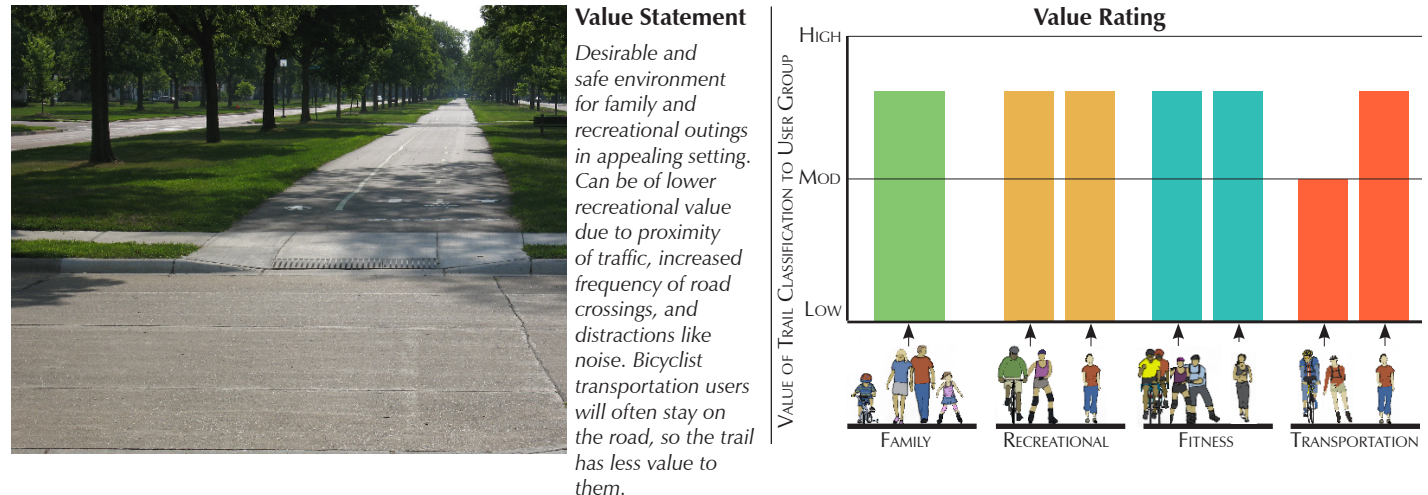 Value Statement
Desirable and
safe environment
for family and
recreational outings
in appealing setting.
Can be of lower
recreational value
due to proximity
of traffic, increased
frequency of road
crossings, and
distractions like
noise. Bicyclist
transportation users
will often stay on
the road, so the trail
has less value to
them.
Value Rating
Value of Trail Classification to User Group
High
Mod
Low
Family
Recreational
Fitness
Transportation